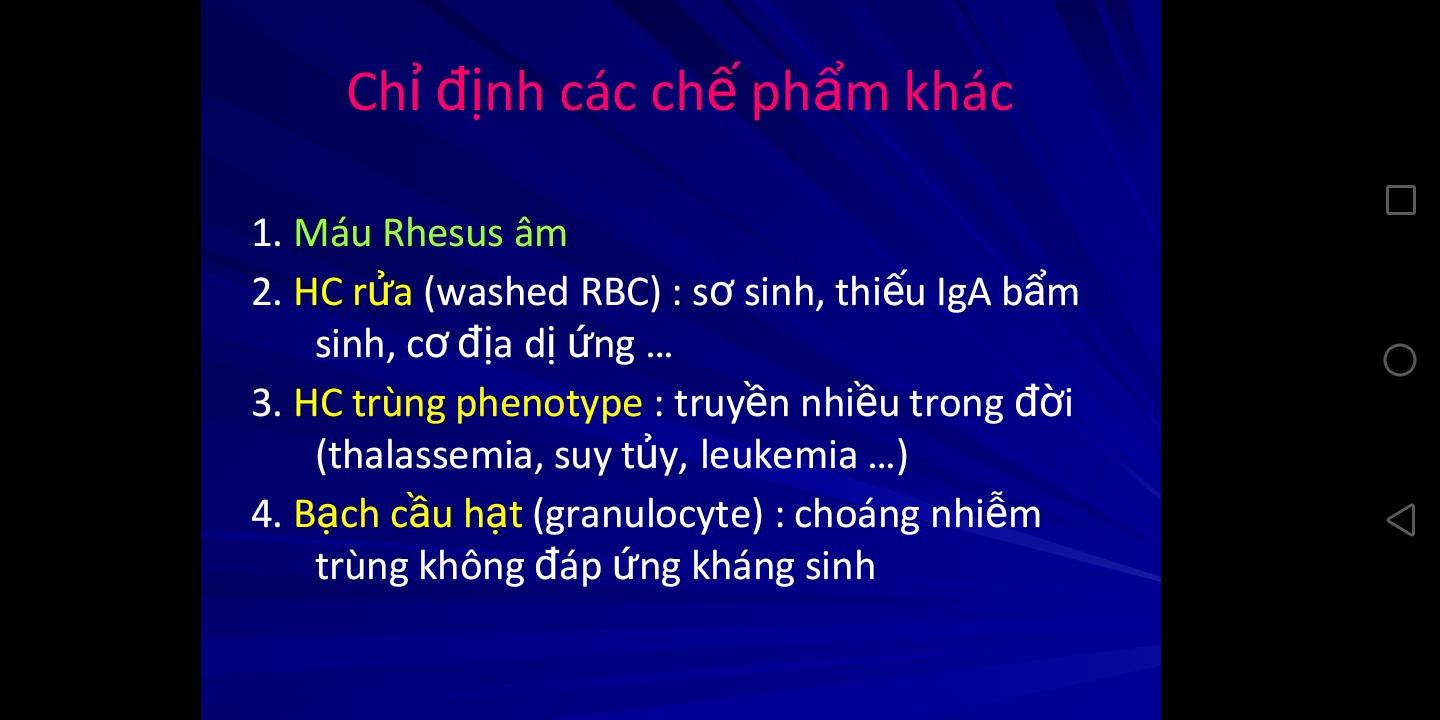 Chỉ định các chế phẩm khác
1. Máu Rhesus âm
2. HC rửa (washed RBC) : sơ sinh, thiếu IgA bẩm
sinh, cơ địa dị ứng ...
3. HC trùng phenotype : truyền nhiều trong đời
(thalassemia, suy tủy, leukemia ...)
4. Bạch cầu hạt (granulocyte) : choáng nhiễm
trùng không đáp ứng kháng sinh